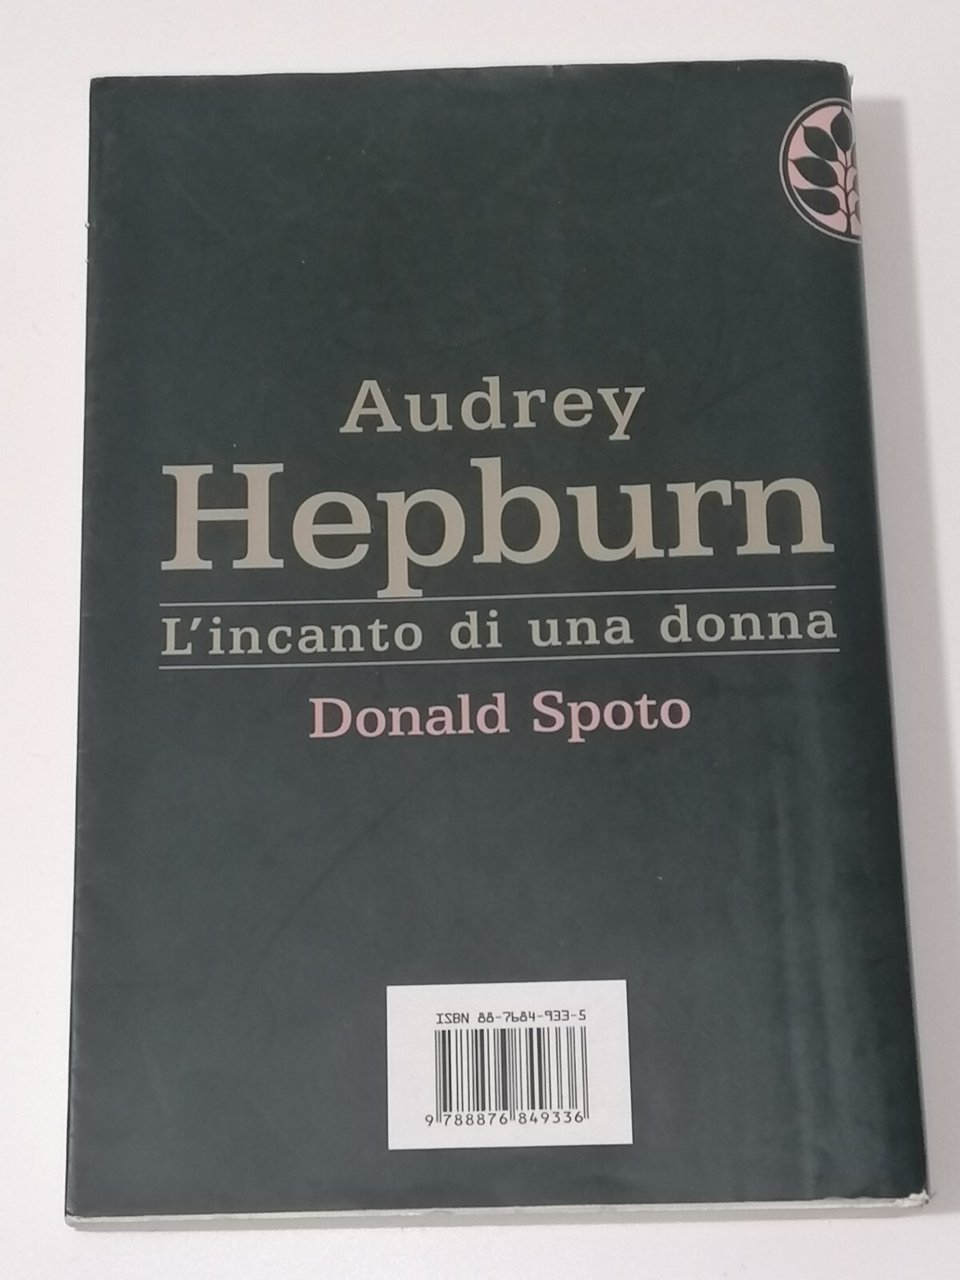 Audrey
Hepburn
L'incanto di una donna
Donald Spoto
ISBN 88-7684-933-5
9 788876 849336